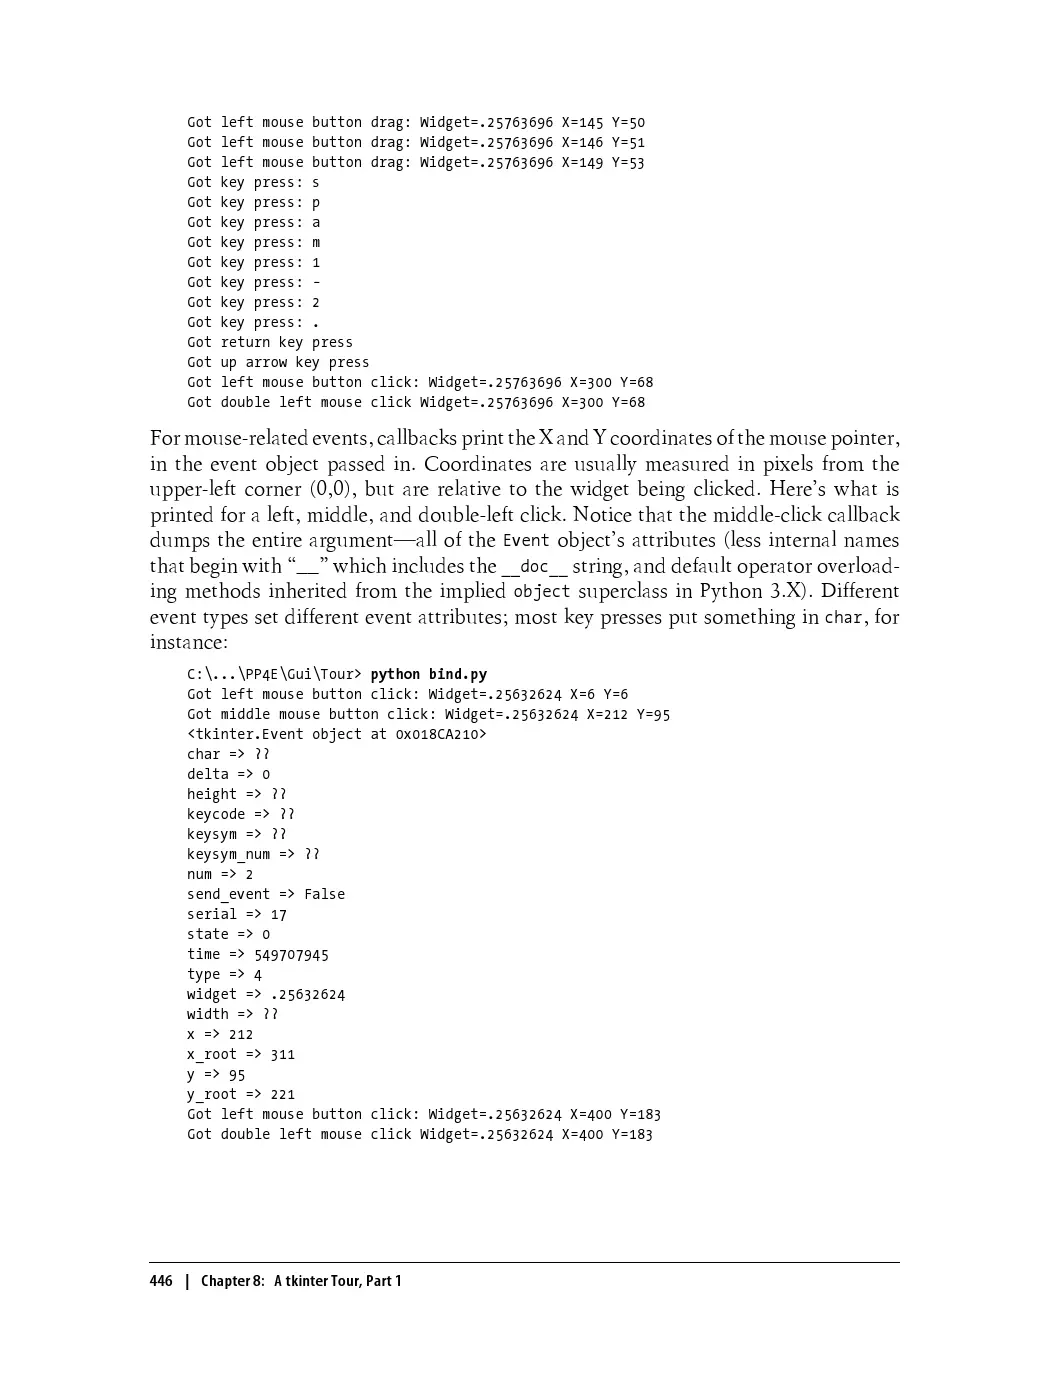 Got left mouse button drag: Widget=.25763696 X=145 Y=50
Got left mouse button drag: Widget=.25763696 X=146 Y=51
Got left mouse button drag: Widget=.25763696 X=149 Y=53
Got key press: s
Got key press: p
Got key press: a
Got key press: m
Got key press: 1
Got key press: -
Got key press: 2
Got key press: .
Got return key press
Got up arrow key press
Got left mouse button click: Widget=.25763696 X=300 Y=68
Got double left mouse click Widget=.25763696 X=300 Y=68
For mouse-related events, callbacks print the X and Y coordinates of the mouse pointer,
in the event object passed in. Coordinates are usually measured in pixels from the
upper-left corner (0,0), but are relative to the widget being clicked. Here’s what is
printed for a left, middle, and double-left click. Notice that the middle-click callback
dumps the entire argument—all of the Event object’s attributes (less internal names
that begin with “__” which includes the __doc__ string, and default operator overload-
ing methods inherited from the implied object superclass in Python 3.X). Different
event types set different event attributes; most key presses put something in char, for
instance:
C:\...\PP4E\Gui\Tour> python bind.py
Got left mouse button click: Widget=.25632624 X=6 Y=6
Got middle mouse button click: Widget=.25632624 X=212 Y=95
<tkinter.Event object at 0x018CA210>
char => ??
delta => 0
height => ??
keycode => ??
keysym => ??
keysym_num => ??
num => 2
send_event => False
serial => 17
state => 0
time => 549707945
type => 4
widget => .25632624
width => ??
x => 212
x_root => 311
y => 95
y_root => 221
Got left mouse button click: Widget=.25632624 X=400 Y=183
Got double left mouse click Widget=.25632624 X=400 Y=183
446 | Chapter 8: A tkinter Tour, Part 1